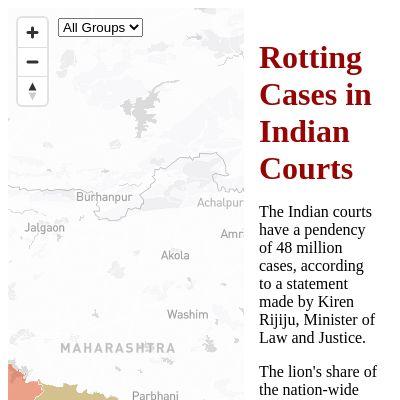 All Groups
Burhanpur
Achalpur
Jalgaon
Akola
Washim
MAHARASHTRA
Parbhani
Rotting
Cases in
Indian
Courts
The Indian courts
have a pendency
of 48 million
cases, according
to a statement
made by Kiren
Rijiju, Minister of
Law and Justice.
The lion's share of
the nation-wide